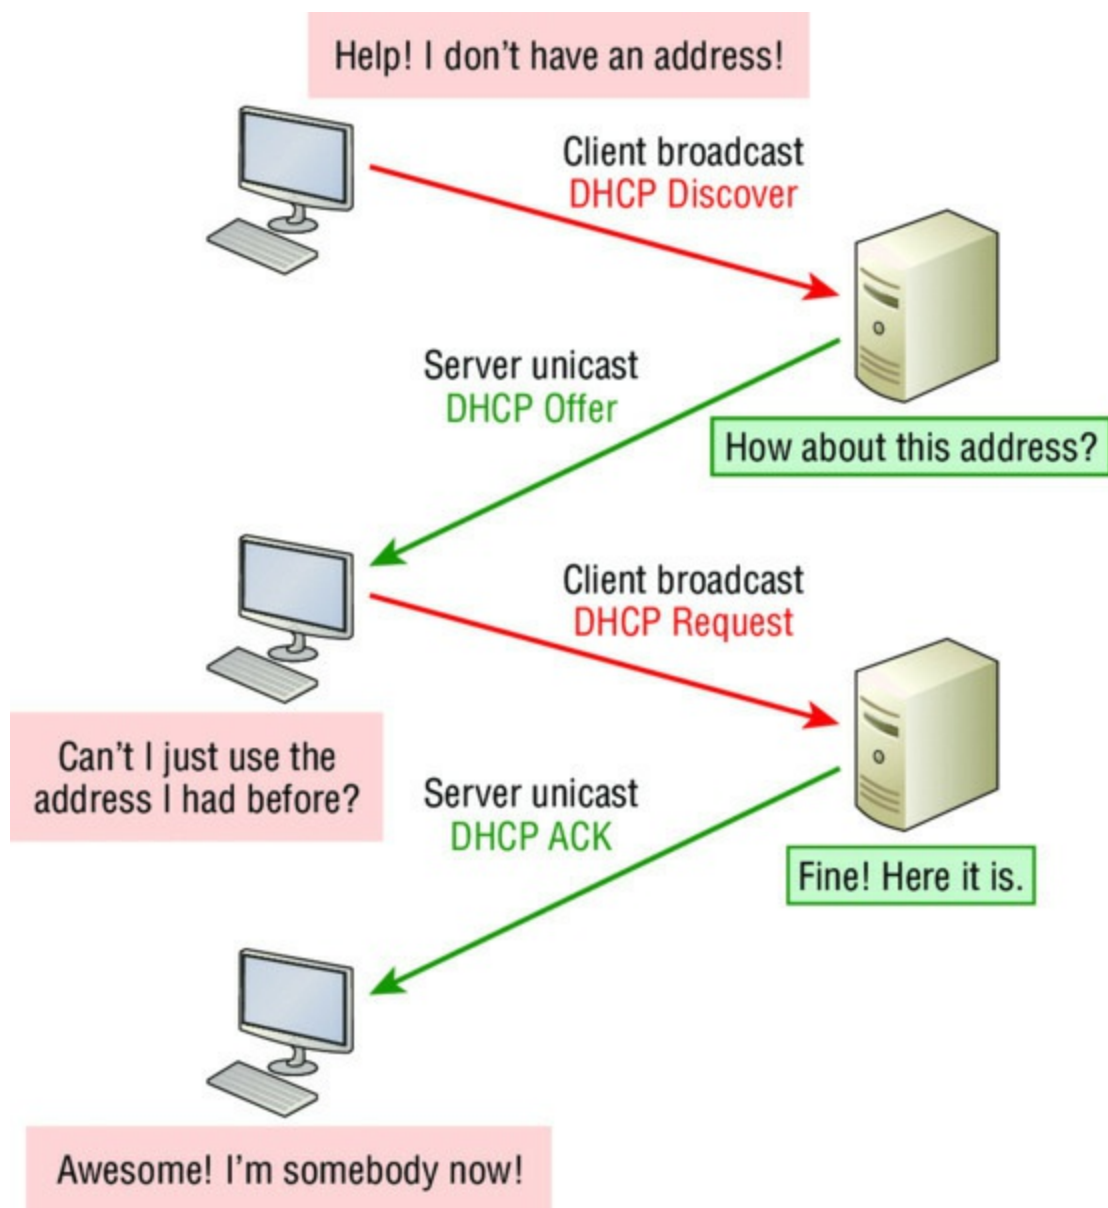 Help! I don't have an address!
Client broadcast
DHCP Discover
Server unicast
DHCP Offer
How about this address?
Client broadcast
DHCP Request
Can't I just use the
address I had before?
Server unicast
DHCP ACK
Fine! Here it is.
Awesome! I'm somebody now!